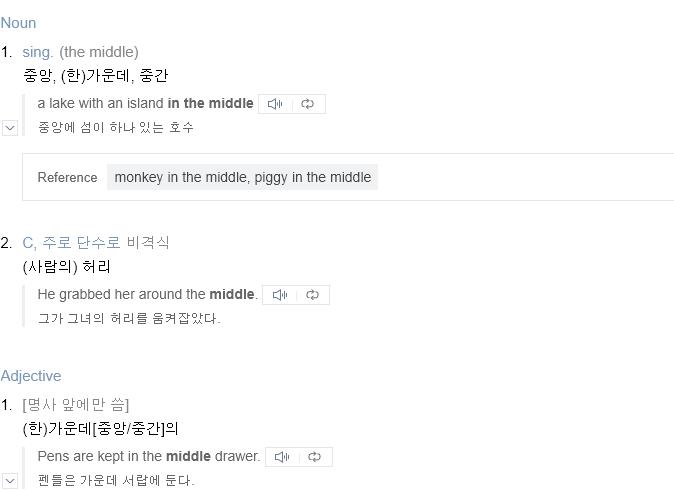 Noun
1. sing. (the middle)
중앙, (한)가운데, 중간
a lake with an island in the middle
중앙에 섬이 하나 있는 호수
Reference monkey in the middle, piggy in the middle
2. C, 주로 단수로 비격식
(사람의) 허리
He grabbed her around the middle.
그가 그녀의 허리를 움켜잡았다.
Adjective
1. [명사 앞에만 씀]
(한)가운데[중앙/중간]의
Pens are kept in the middle drawer.
펜들은 가운데 서랍에 둔다.